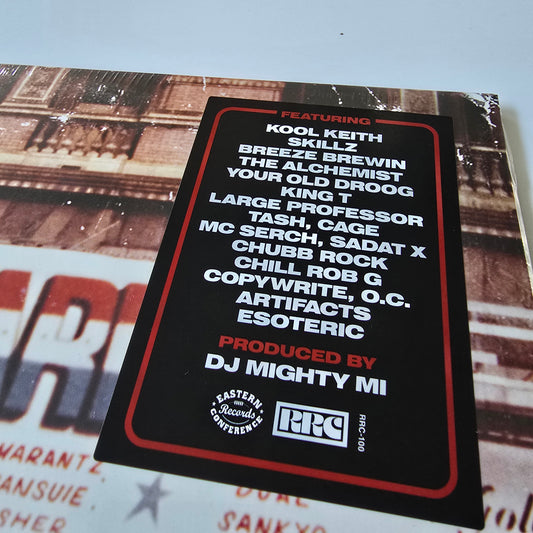 FEATURING
KOOL KEITH
SKILLZ
BREEZE BREWIN
THE ALCHEMIST
YOUR OLD DROOG
KING T
LARGE PROFESSOR
TASH, CAGE
MC SERCH, SADAT X
CHUBB ROCK
CHILL ROB G
COPYWRITE, O.C.
ARTIFACTS
ESOTERIC
PRODUCED BY
DJ MIGHTY MI
EASTERN
Records
CONFERENCE
RRC
RRC-100
MARANTZ
ANSUIE,
SHER
DUAL
SANKYO